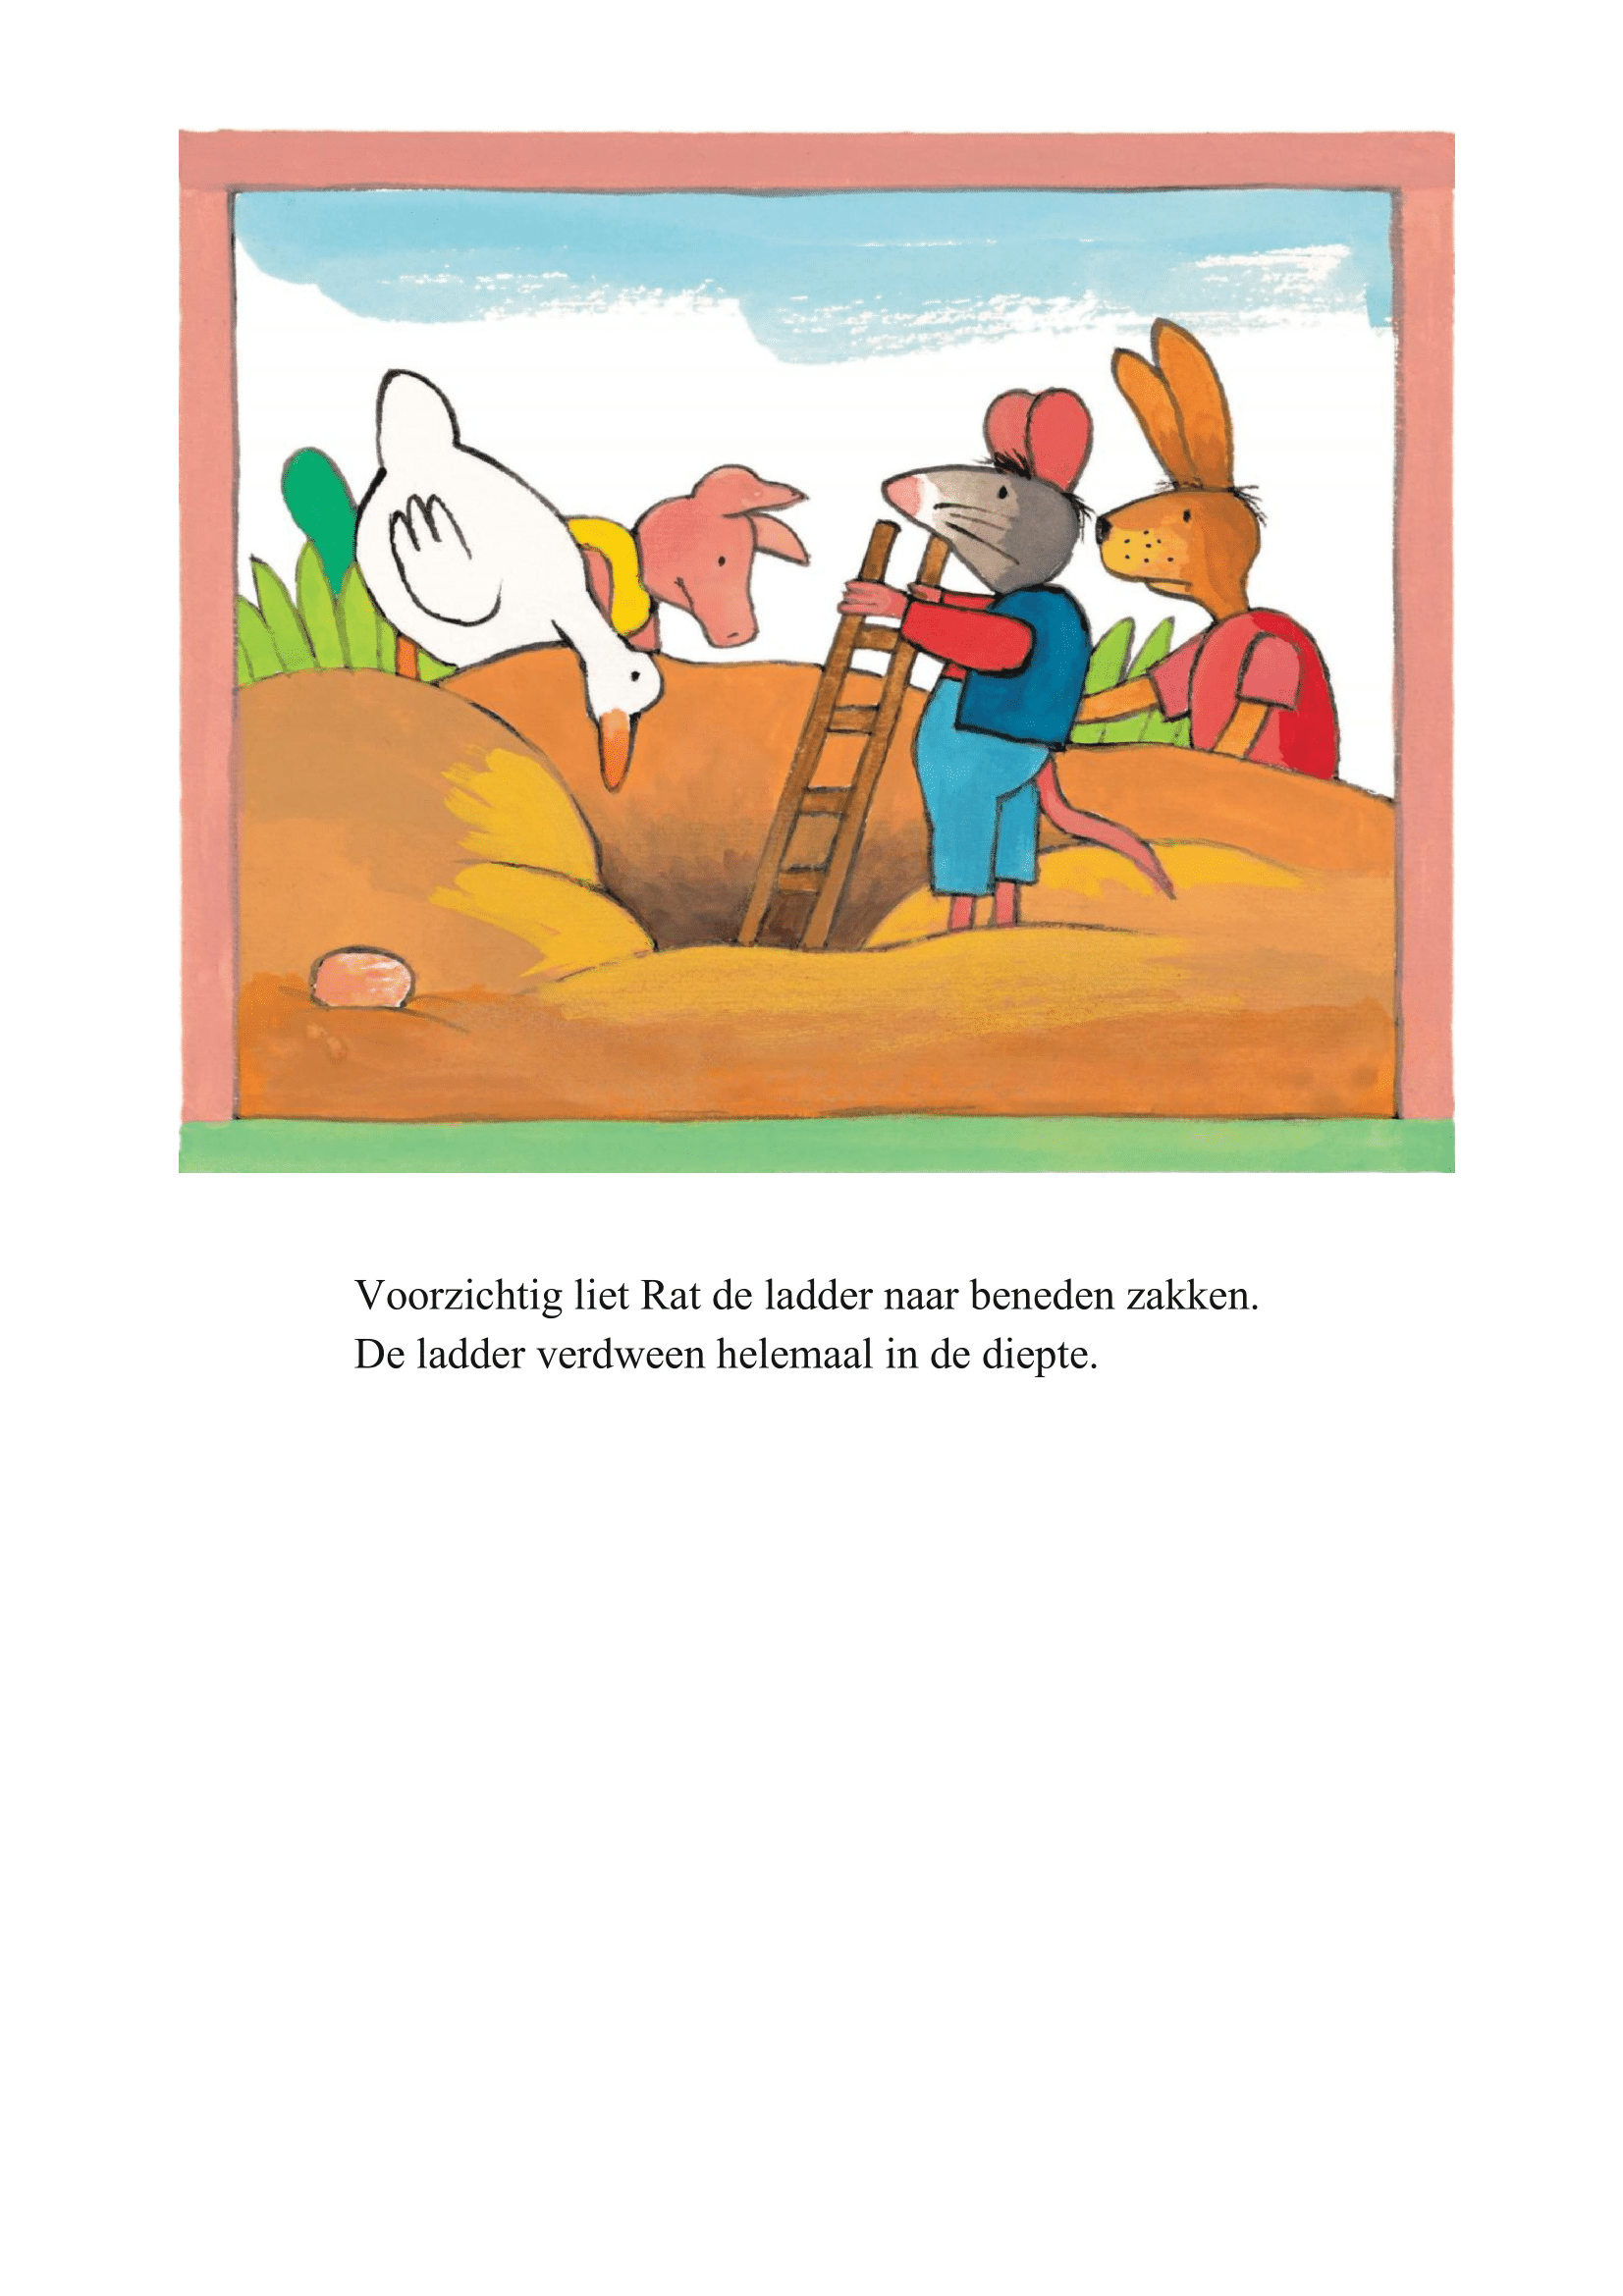 Voorzichtig liet Rat de ladder naar beneden zakken.
De ladder verdween helemaal in de diepte.